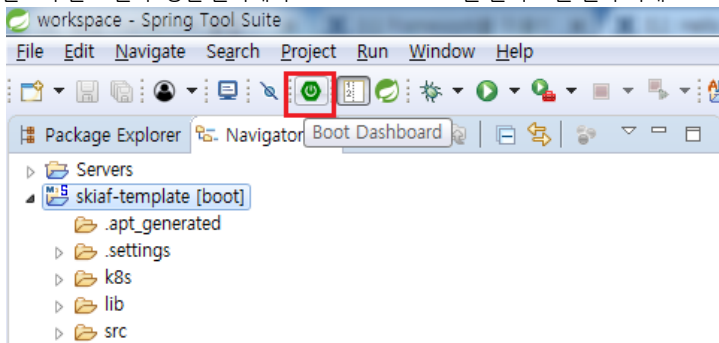 workspace - Spring Tool Suite
File Edit Navigate Search Project Run Window Help
Package Explorer Navigator Boot Dashboard
Servers
skiaf-template [boot]
.apt_generated
.settings
k8s
lib
src